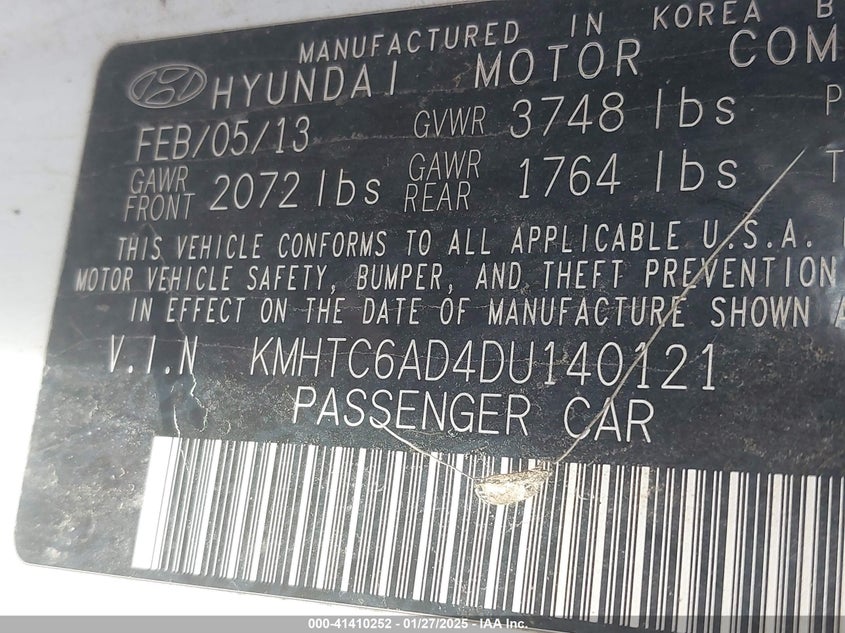 MANUFACTURED IN KOREA B
HYUNDAI MOTOR COM
FEB/05/13 GVWR 3748 lbs P
GAWR FRONT 2072 lbs GAWR REAR 1764 lbs T
THIS VEHICLE CONFORMS TO ALL APPLICABLE U.S.A.
MOTOR VEHICLE SAFETY, BUMPER, AND THEFT PREVENTION
IN EFFECT ON THE DATE OF MANUFACTURE SHOWN A
V.I.N KMHTC6AD4DU140121
PASSENGER CAR
000-41410252 - 01/27/2025 - IAA Inc.